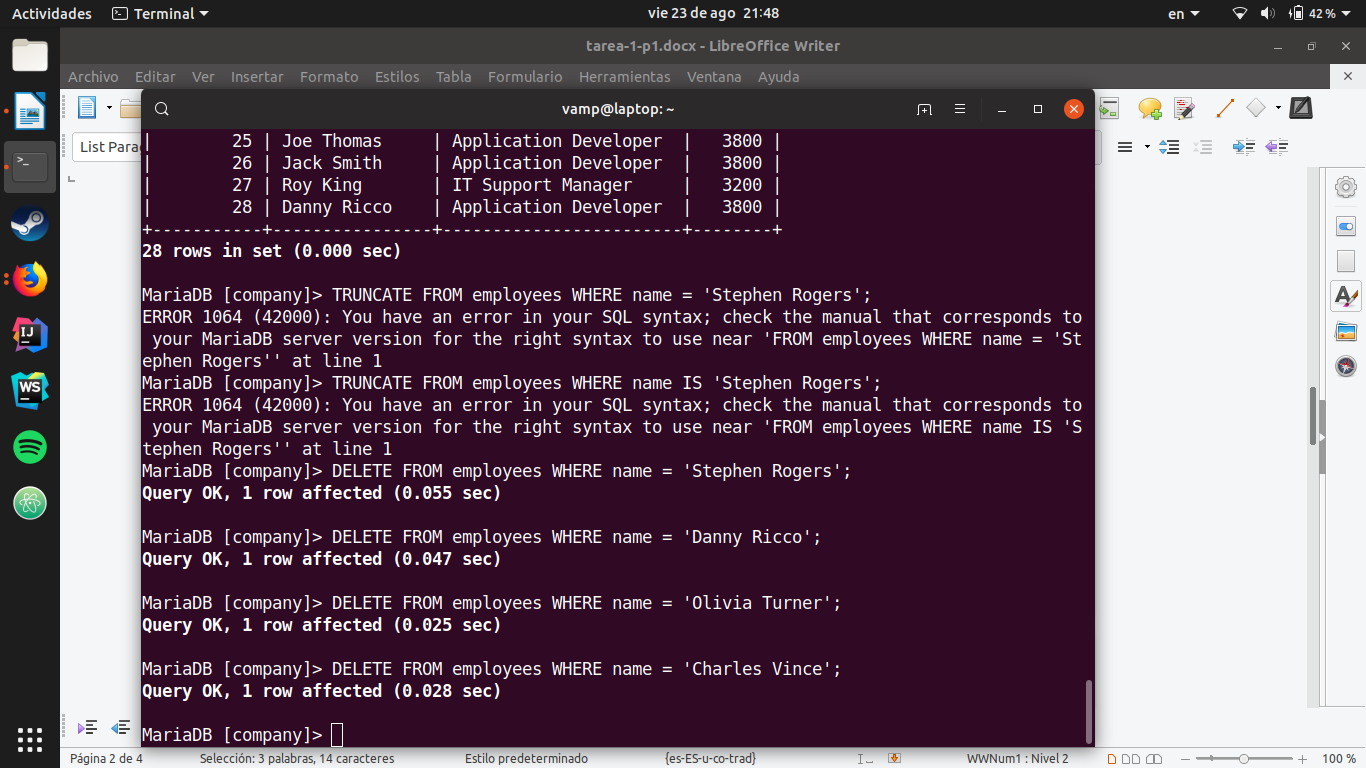 Actividades Terminal vie 23 de ago 21:48 en 42 %
tarea-1-p1.docx - LibreOffice Writer
Archivo Editar Ver Insertar Formato Estilos Tabla Formulario Herramientas Ventana Ayuda
vamp@laptop: ~
List Para
| 25 | Joe Thomas | Application Developer | 3800 |
| 26 | Jack Smith | Application Developer | 3800 |
| 27 | Roy King | IT Support Manager | 3200 |
| 28 | Danny Ricco | Application Developer | 3800 |
+-----------+----------------+------------------------+--------+
28 rows in set (0.000 sec)
MariaDB [company]> TRUNCATE FROM employees WHERE name = 'Stephen Rogers';
ERROR 1064 (42000): You have an error in your SQL syntax; check the manual that corresponds to
your MariaDB server version for the right syntax to use near 'FROM employees WHERE name = 'St
ephen Rogers'' at line 1
MariaDB [company]> TRUNCATE FROM employees WHERE name IS 'Stephen Rogers';
ERROR 1064 (42000): You have an error in your SQL syntax; check the manual that corresponds to
your MariaDB server version for the right syntax to use near 'FROM employees WHERE name IS 'S
tephen Rogers'' at line 1
MariaDB [company]> DELETE FROM employees WHERE name = 'Stephen Rogers';
Query OK, 1 row affected (0.055 sec)
MariaDB [company]> DELETE FROM employees WHERE name = 'Danny Ricco';
Query OK, 1 row affected (0.047 sec)
MariaDB [company]> DELETE FROM employees WHERE name = 'Olivia Turner';
Query OK, 1 row affected (0.025 sec)
MariaDB [company]> DELETE FROM employees WHERE name = 'Charles Vince';
Query OK, 1 row affected (0.028 sec)
MariaDB [company]>
Página 2 de 4 Selección: 3 palabras, 14 caracteres Estilo predeterminado {es-ES-u-co-trad} WWNum1 : Nivel 2 100 %
IJ
WS